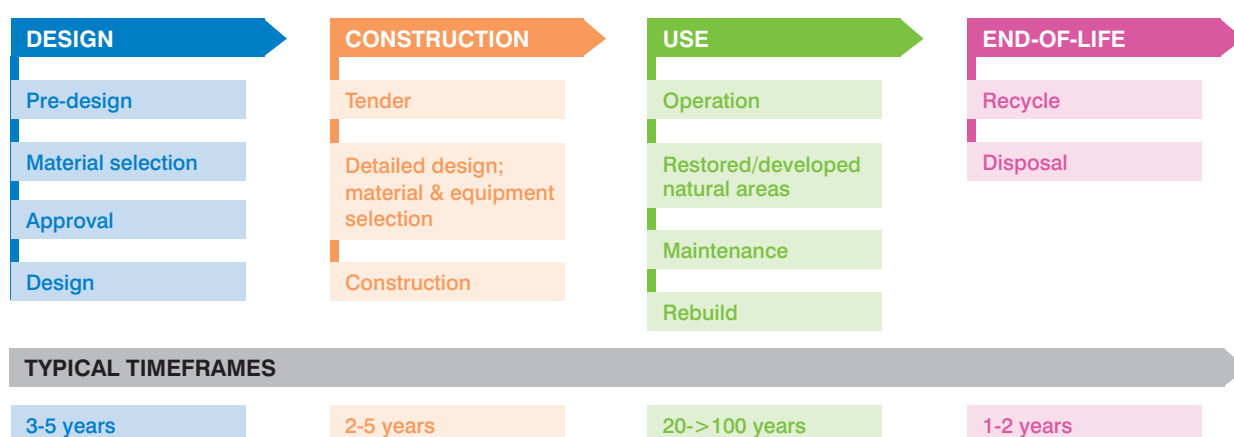 DESIGN
Pre-design
Material selection
Approval
Design
CONSTRUCTION
Tender
Detailed design;
material & equipment
selection
Construction
USE
Operation
Restored/developed
natural areas
Maintenance
Rebuild
END-OF-LIFE
Recycle
Disposal
TYPICAL TIMEFRAMES
3-5 years
2-5 years
20->100 years
1-2 years